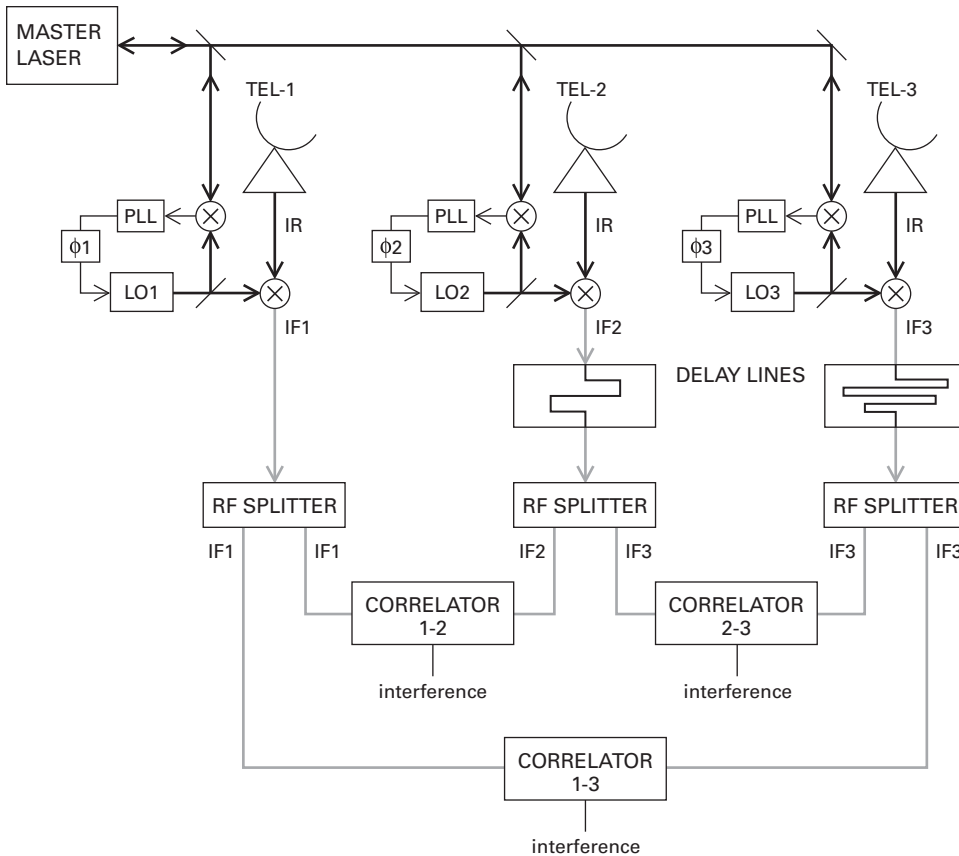 MASTER
LASER
TEL-1
TEL-2
TEL-3
PLL
PLL
PLL
IR
IR
IR
ϕ1
ϕ2
ϕ3
LO1
LO2
LO3
IF1
IF2
IF3
DELAY LINES
RF SPLITTER
RF SPLITTER
RF SPLITTER
IF1
IF1
IF2
IF3
IF3
IF3
CORRELATOR
1-2
CORRELATOR
2-3
interference
interference
CORRELATOR
1-3
interference